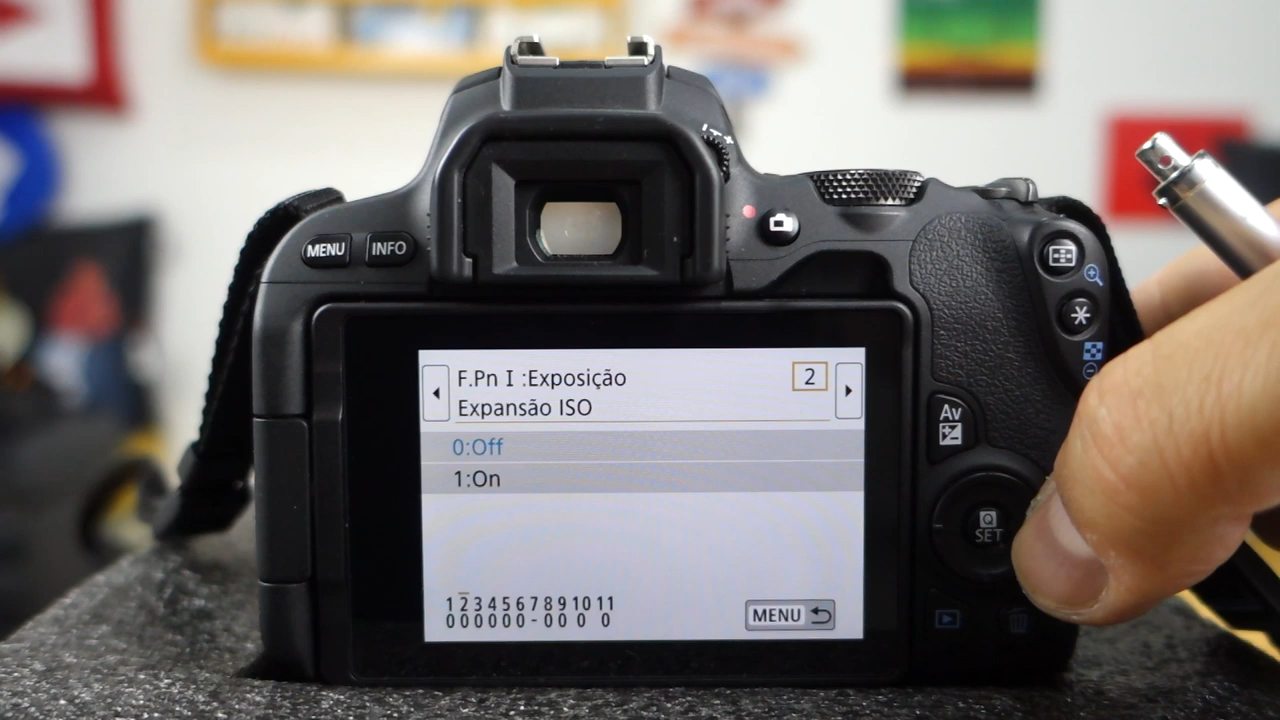 MENU
INFO
F.Pn I :Exposição
2
Expansão ISO
0:Off
1:On
1 2 3 4 5 6 7 8 9 10 11
0 0 0 0 0 0 - 0 0 0 0
MENU
Av
Q
SET